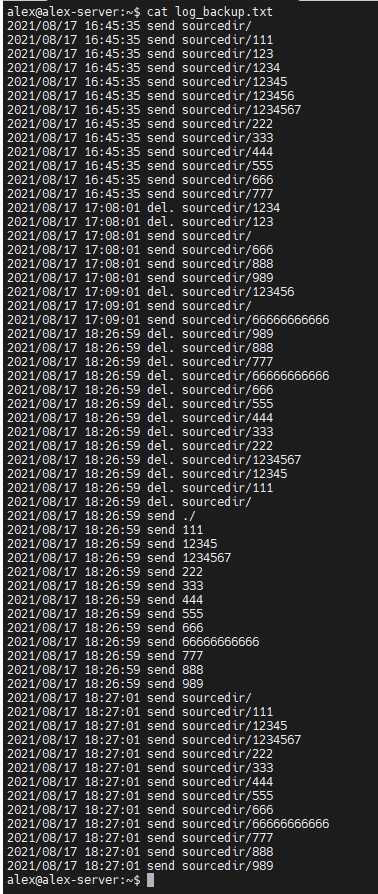 alex@alex-server:~$ cat log_backup.txt
2021/08/17 16:45:35 send sourcedir/
2021/08/17 16:45:35 send sourcedir/111
2021/08/17 16:45:35 send sourcedir/123
2021/08/17 16:45:35 send sourcedir/1234
2021/08/17 16:45:35 send sourcedir/12345
2021/08/17 16:45:35 send sourcedir/123456
2021/08/17 16:45:35 send sourcedir/1234567
2021/08/17 16:45:35 send sourcedir/222
2021/08/17 16:45:35 send sourcedir/333
2021/08/17 16:45:35 send sourcedir/444
2021/08/17 16:45:35 send sourcedir/555
2021/08/17 16:45:35 send sourcedir/666
2021/08/17 16:45:35 send sourcedir/777
2021/08/17 17:08:01 del. sourcedir/1234
2021/08/17 17:08:01 del. sourcedir/123
2021/08/17 17:08:01 send sourcedir/
2021/08/17 17:08:01 send sourcedir/666
2021/08/17 17:08:01 send sourcedir/888
2021/08/17 17:08:01 send sourcedir/989
2021/08/17 17:09:01 del. sourcedir/123456
2021/08/17 17:09:01 send sourcedir/
2021/08/17 17:09:01 send sourcedir/66666666666
2021/08/17 18:26:59 del. sourcedir/989
2021/08/17 18:26:59 del. sourcedir/888
2021/08/17 18:26:59 del. sourcedir/777
2021/08/17 18:26:59 del. sourcedir/66666666666
2021/08/17 18:26:59 del. sourcedir/666
2021/08/17 18:26:59 del. sourcedir/555
2021/08/17 18:26:59 del. sourcedir/444
2021/08/17 18:26:59 del. sourcedir/333
2021/08/17 18:26:59 del. sourcedir/222
2021/08/17 18:26:59 del. sourcedir/1234567
2021/08/17 18:26:59 del. sourcedir/12345
2021/08/17 18:26:59 del. sourcedir/111
2021/08/17 18:26:59 del. sourcedir/
2021/08/17 18:26:59 send ./
2021/08/17 18:26:59 send 111
2021/08/17 18:26:59 send 12345
2021/08/17 18:26:59 send 1234567
2021/08/17 18:26:59 send 222
2021/08/17 18:26:59 send 333
2021/08/17 18:26:59 send 444
2021/08/17 18:26:59 send 555
2021/08/17 18:26:59 send 666
2021/08/17 18:26:59 send 66666666666
2021/08/17 18:26:59 send 777
2021/08/17 18:26:59 send 888
2021/08/17 18:26:59 send 989
2021/08/17 18:27:01 send sourcedir/
2021/08/17 18:27:01 send sourcedir/111
2021/08/17 18:27:01 send sourcedir/12345
2021/08/17 18:27:01 send sourcedir/1234567
2021/08/17 18:27:01 send sourcedir/222
2021/08/17 18:27:01 send sourcedir/333
2021/08/17 18:27:01 send sourcedir/444
2021/08/17 18:27:01 send sourcedir/555
2021/08/17 18:27:01 send sourcedir/666
2021/08/17 18:27:01 send sourcedir/66666666666
2021/08/17 18:27:01 send sourcedir/777
2021/08/17 18:27:01 send sourcedir/888
2021/08/17 18:27:01 send sourcedir/989
alex@alex-server:~$